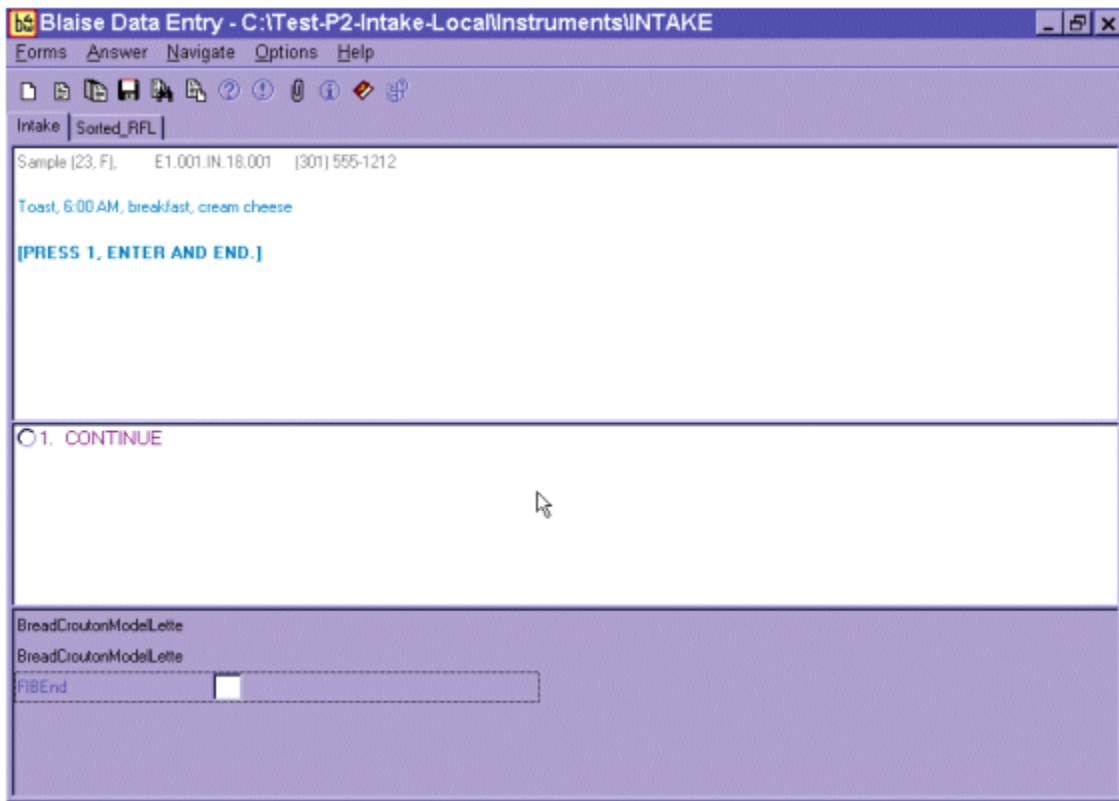 Blaise Data Entry - C:\Test-P2-Intake-Local\Instruments\INTAKE
Forms Answer Navigate Options Help
Intake Sorted_RFL
Sample (23, F), E1.001.IN.18.001 (301) 555-1212
Toast, 6:00 AM, breakfast, cream cheese
[PRESS 1, ENTER AND END.]
1. CONTINUE
BreadCroutonModelLette
BreadCroutonModelLette
FIBEnd